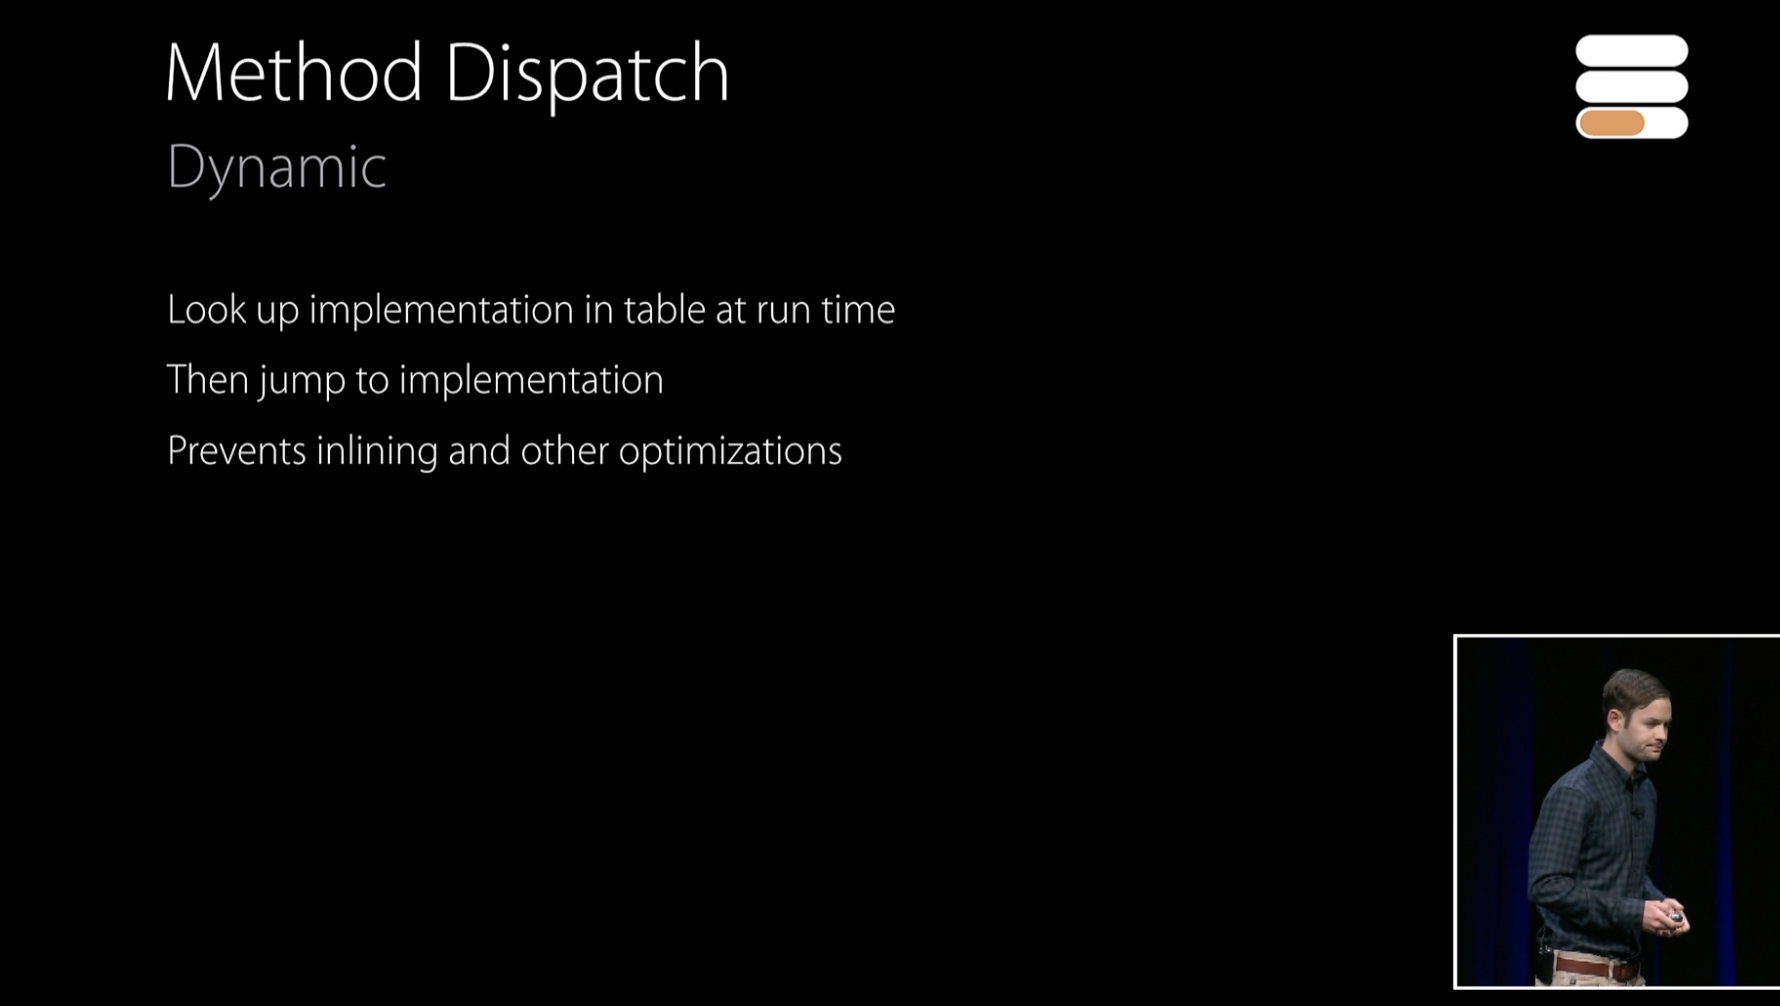 Method Dispatch
Dynamic
Look up implementation in table at run time
Then jump to implementation
Prevents inlining and other optimizations